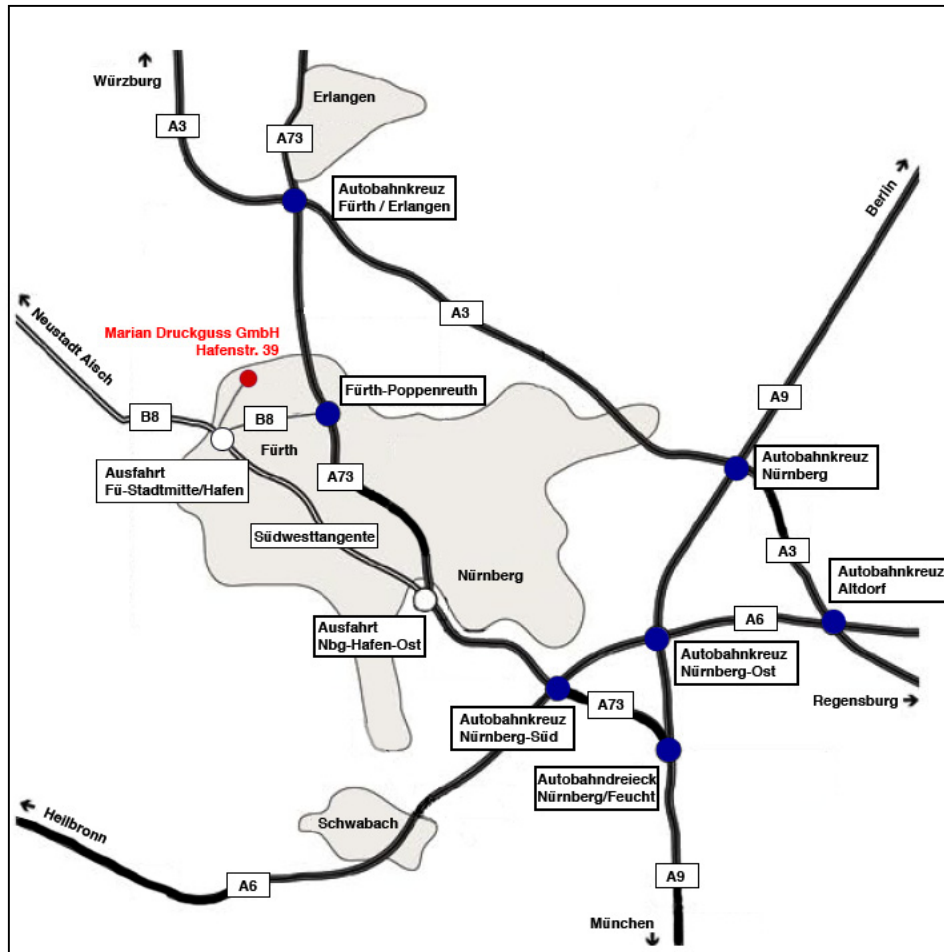 Würzburg
Erlangen
A3
A73
Autobahnkreuz
Fürth / Erlangen
Berlin
Neustadt Aisch
Marian Druckguss GmbH
Hafenstr. 39
A3
Fürth-Poppenreuth
A9
B8
B8
Fürth
Autobahnkreuz
Nürnberg
Ausfahrt
Fü-Stadtmitte/Hafen
A73
Südwesttangente
A3
Nürnberg
Autobahnkreuz
Altdorf
Ausfahrt
Nbg-Hafen-Ost
A6
Autobahnkreuz
Nürnberg-Ost
Regensburg
A73
Autobahnkreuz
Nürnberg-Süd
Autobahndreieck
Nürnberg/Feucht
Heilbronn
Schwabach
A6
A9
München